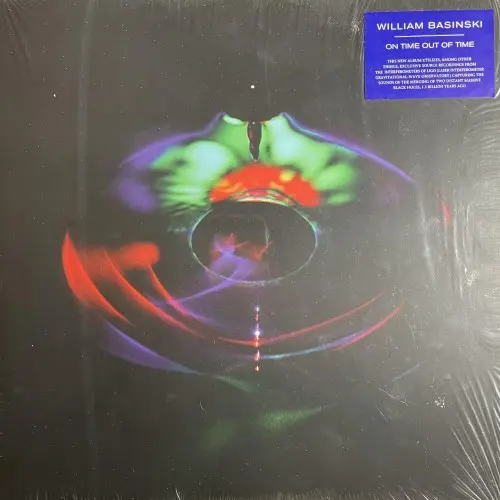 WILLIAM BASINSKI
ON TIME OUT OF TIME
THIS NEW ALBUM UTILIZES, AMONG OTHER
THINGS, EXCLUSIVE SOURCE RECORDINGS FROM
THE INTERFEROMETERS OF LIGO (LASER INTERFEROMETER
GRAVITATIONAL-WAVE OBSERVATORY) CAPTURING THE
SOUNDS OF THE MERGING OF TWO DISTANT MASSIVE
BLACK HOLES, 1.3 BILLION YEARS AGO!